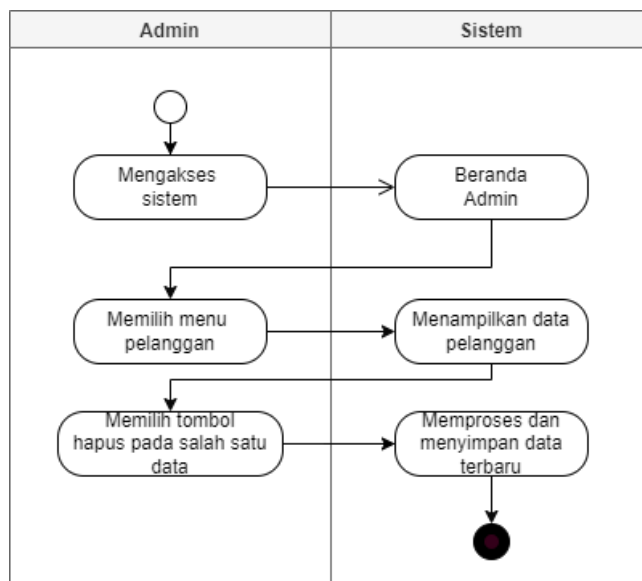 Admin
Sistem
Mengakses
sistem
Beranda
Admin
Memilih menu
pelanggan
Menampilkan data
pelanggan
Memilih tombol
hapus pada salah satu
data
Memproses dan
menyimpan data
terbaru